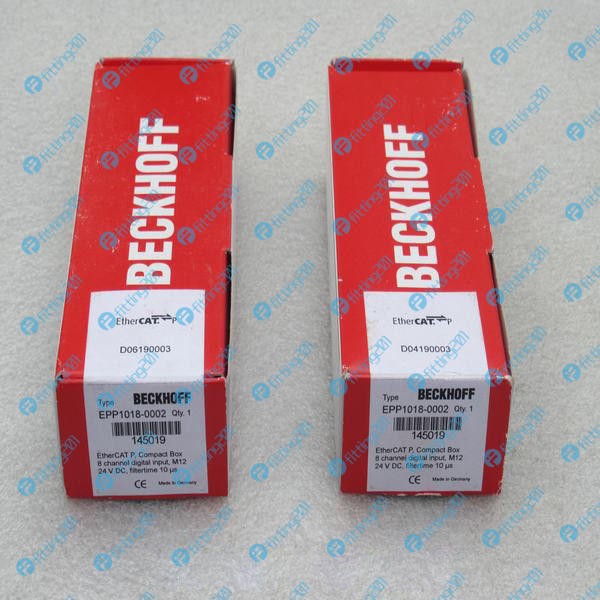 BECKHOFF
EtherCAT P
D06190003
Type BECKHOFF
EPP1018-0002 Qty. 1
145019
EtherCAT P, Compact Box
8 channel digital input, M12
24 V DC, filtertime 10 µs
CE Made in Germany
BECKHOFF
EtherCAT P
D04190003
Type BECKHOFF
EPP1018-0002 Qty. 1
145019
EtherCAT P, Compact Box
8 channel digital input, M12
24 V DC, filtertime 10 µs
CE Made in Germany
fitting201